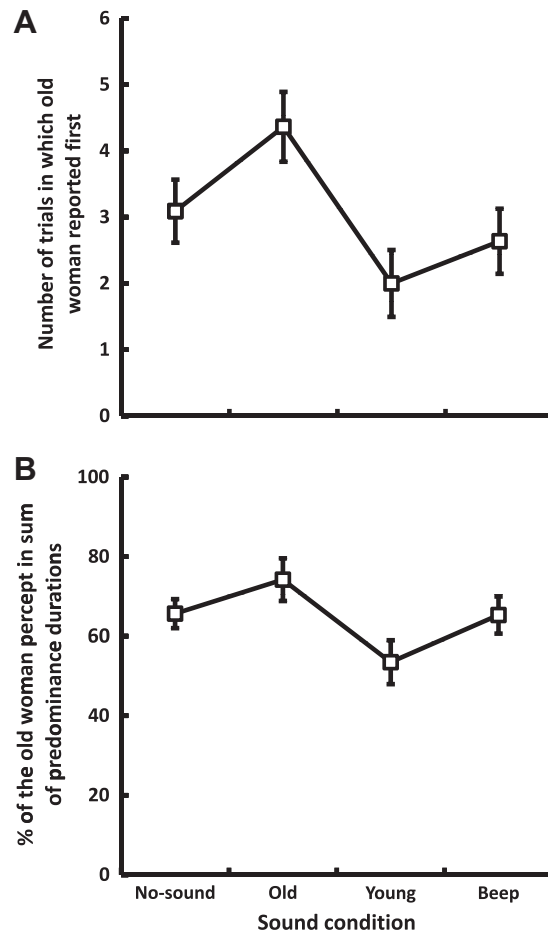 A
Number of trials in which old
woman reported first
6
5
4
3
2
1
0
B
% of the old woman percept in sum
of predominance durations
100
80
60
40
20
0
No-sound Old Young Beep
Sound condition